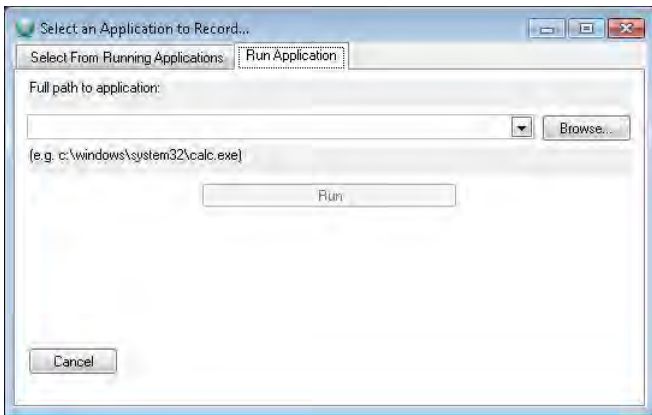 Select an Application to Record...
Select From Running Applications Run Application
Full path to application:
Browse...
(e.g. c:\windows\system32\calc.exe)
Run
Cancel